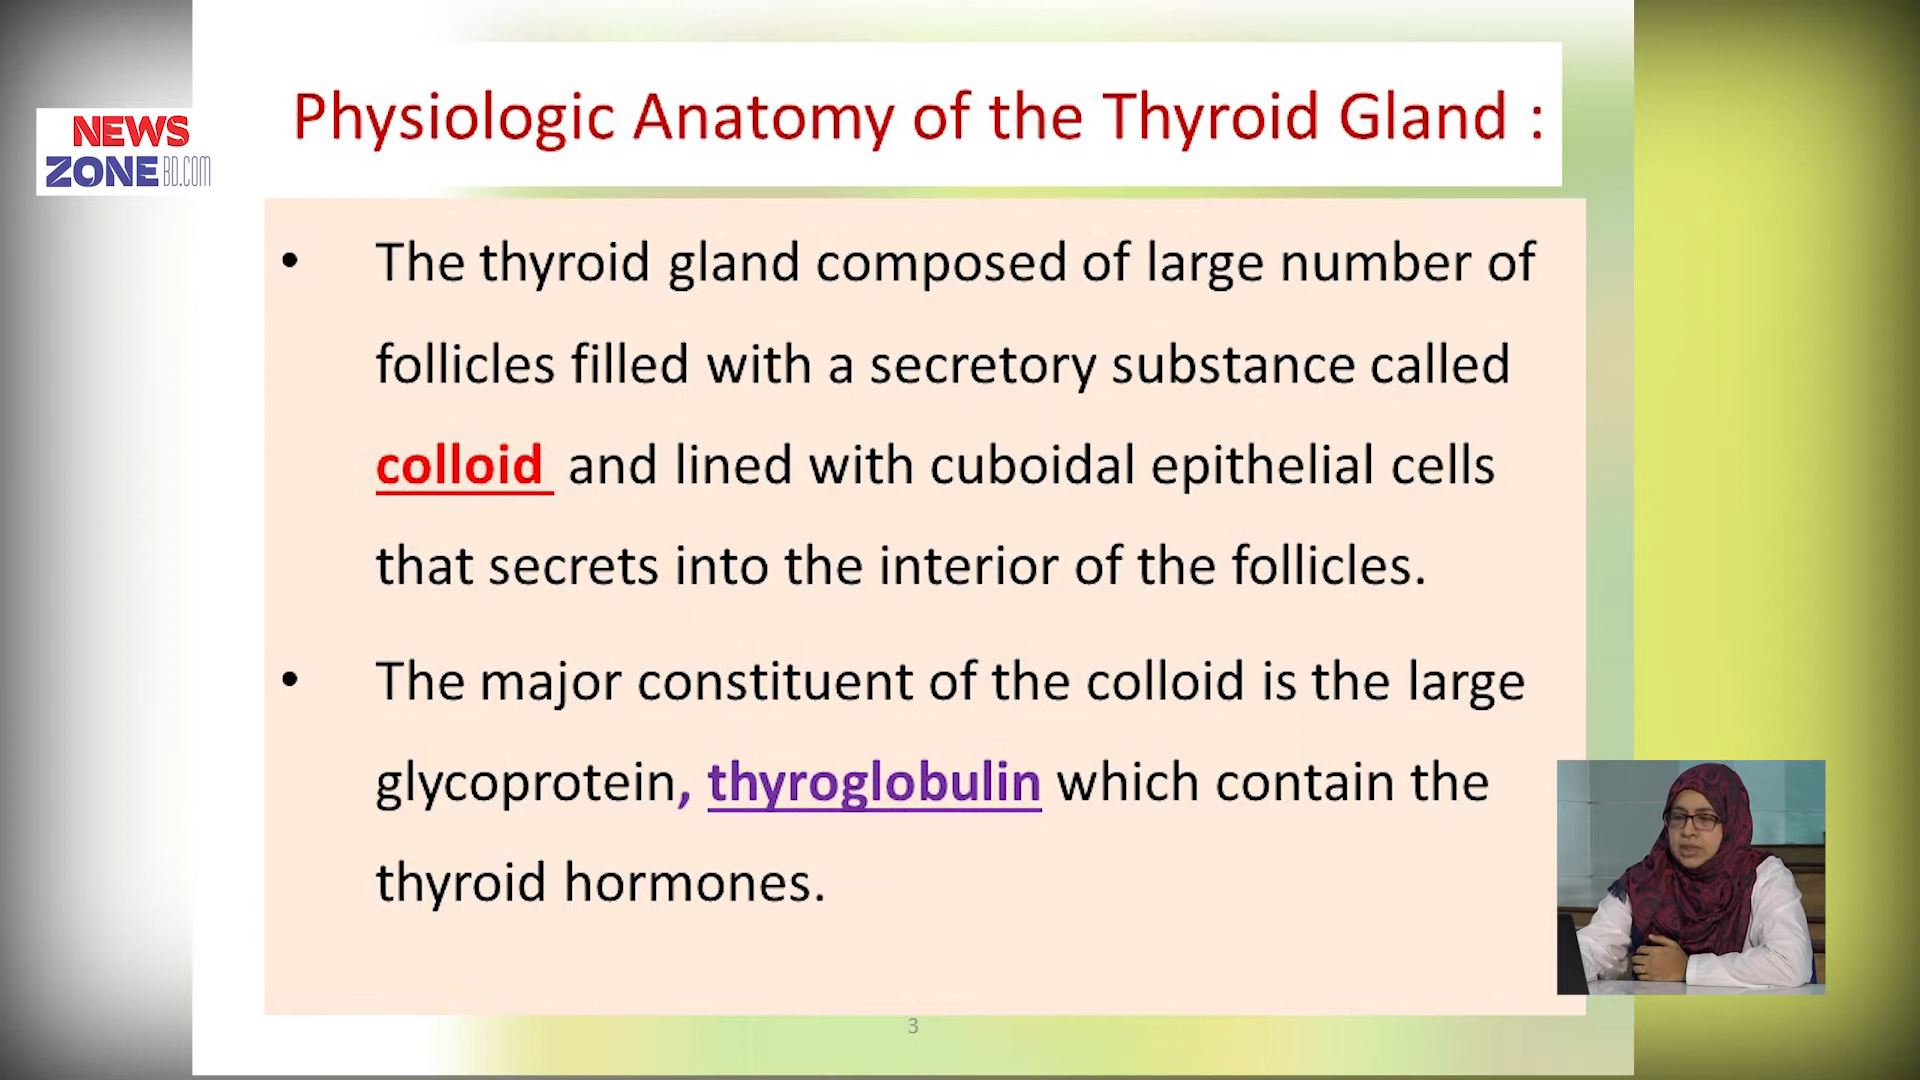 NEWS
ZONE BD.COM
Physiologic Anatomy of the Thyroid Gland :
• The thyroid gland composed of large number of
follicles filled with a secretory substance called
colloid and lined with cuboidal epithelial cells
that secrets into the interior of the follicles.
• The major constituent of the colloid is the large
glycoprotein, thyroglobulin which contain the
thyroid hormones.
3